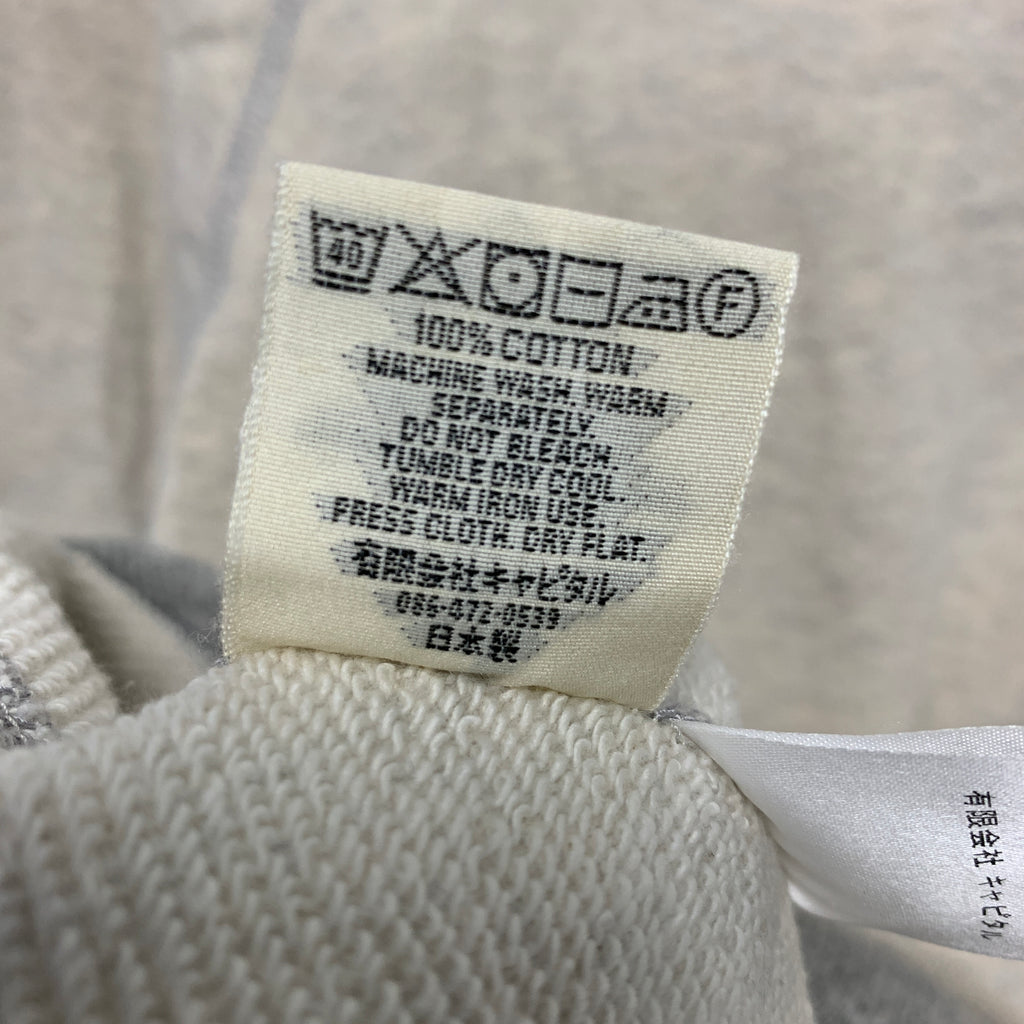 40 F
100% COTTON
MACHINE WASH, WARM
SEPARATELY.
DO NOT BLEACH.
TUMBLE DRY COOL.
WARM IRON USE.
PRESS CLOTH. DRY FLAT.
有限会社キャピタル
086-472-0539
日本製
有限会社 キャピタル